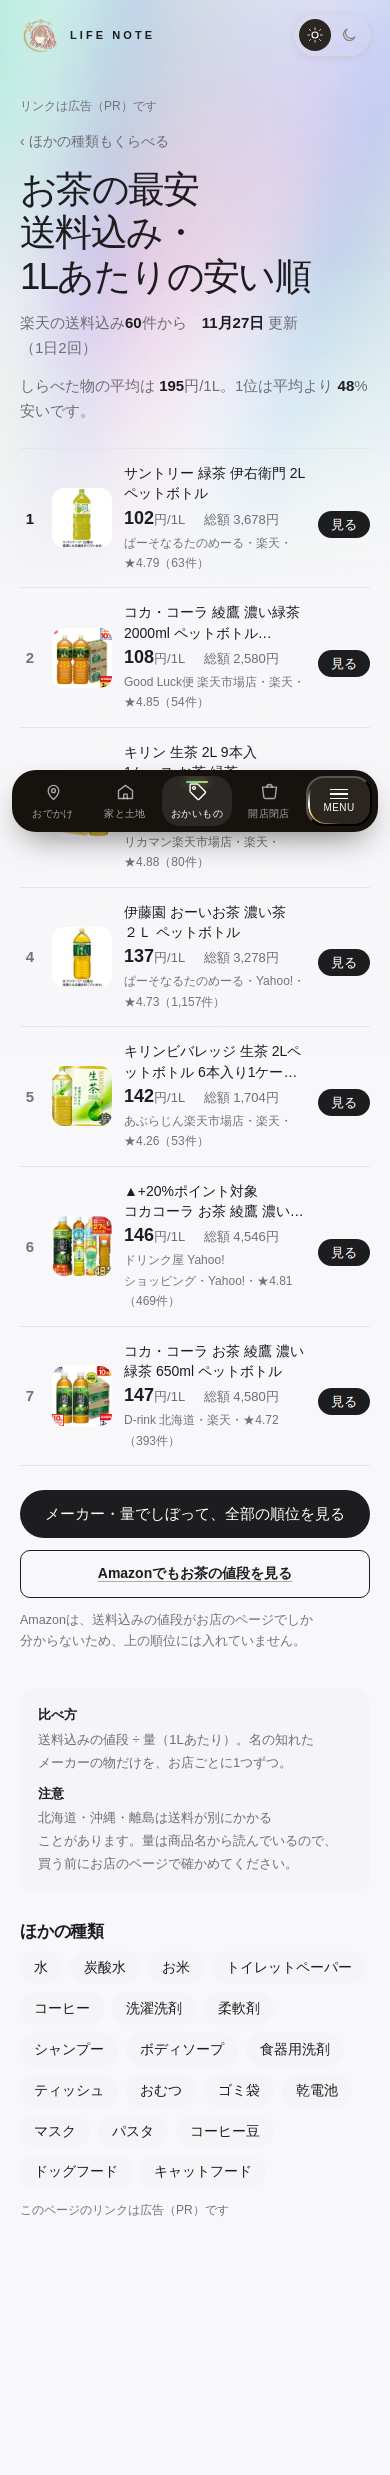 LIFE NOTE
リンクは広告（PR）です
‹ ほかの種類もくらべる
お茶の最安
送料込み・
1Lあたりの安い順
楽天の送料込み60件から　11月27日 更新
（1日2回）
しらべた物の平均は 195円/1L。1位は平均より 48%
安いです。
サントリー 緑茶 伊右衛門 2L
ペットボトル
1
102円/1L　総額 3,678円
見る
ぱーそなるたのめーる・楽天・
★4.79（63件）
コカ・コーラ 綾鷹 濃い緑茶
2000ml ペットボトル…
2
108円/1L　総額 2,580円
見る
Good Luck便 楽天市場店・楽天・
★4.85（54件）
キリン 生茶 2L 9本入
おでかけ
家と土地
おかいもの
開店閉店
MENU
リカマン楽天市場店・楽天・
★4.88（80件）
伊藤園 おーいお茶 濃い茶
２Ｌ ペットボトル
4
137円/1L　総額 3,278円
見る
ぱーそなるたのめーる・Yahoo!・
★4.73（1,157件）
キリンビバレッジ 生茶 2Lペ
ットボトル 6本入り1ケー…
5
142円/1L　総額 1,704円
見る
あぶらじん楽天市場店・楽天・
★4.26（53件）
▲+20%ポイント対象
コカコーラ お茶 綾鷹 濃い…
6
146円/1L　総額 4,546円
見る
ドリンク屋 Yahoo!
ショッピング・Yahoo!・★4.81
（469件）
コカ・コーラ お茶 綾鷹 濃い
緑茶 650ml ペットボトル
7
147円/1L　総額 4,580円
見る
D-rink 北海道・楽天・★4.72
（393件）
メーカー・量でしぼって、全部の順位を見る
Amazonでもお茶の値段を見る
Amazonは、送料込みの値段がお店のページでしか
分からないため、上の順位には入れていません。
比べ方
送料込みの値段 ÷ 量（1Lあたり）。名の知れた
メーカーの物だけを、お店ごとに1つずつ。
注意
北海道・沖縄・離島は送料が別にかかる
ことがあります。量は商品名から読んでいるので、
買う前にお店のページで確かめてください。
ほかの種類
水
炭酸水
お米
トイレットペーパー
コーヒー
洗濯洗剤
柔軟剤
シャンプー
ボディソープ
食器用洗剤
ティッシュ
おむつ
ゴミ袋
乾電池
マスク
パスタ
コーヒー豆
ドッグフード
キャットフード
このページのリンクは広告（PR）です